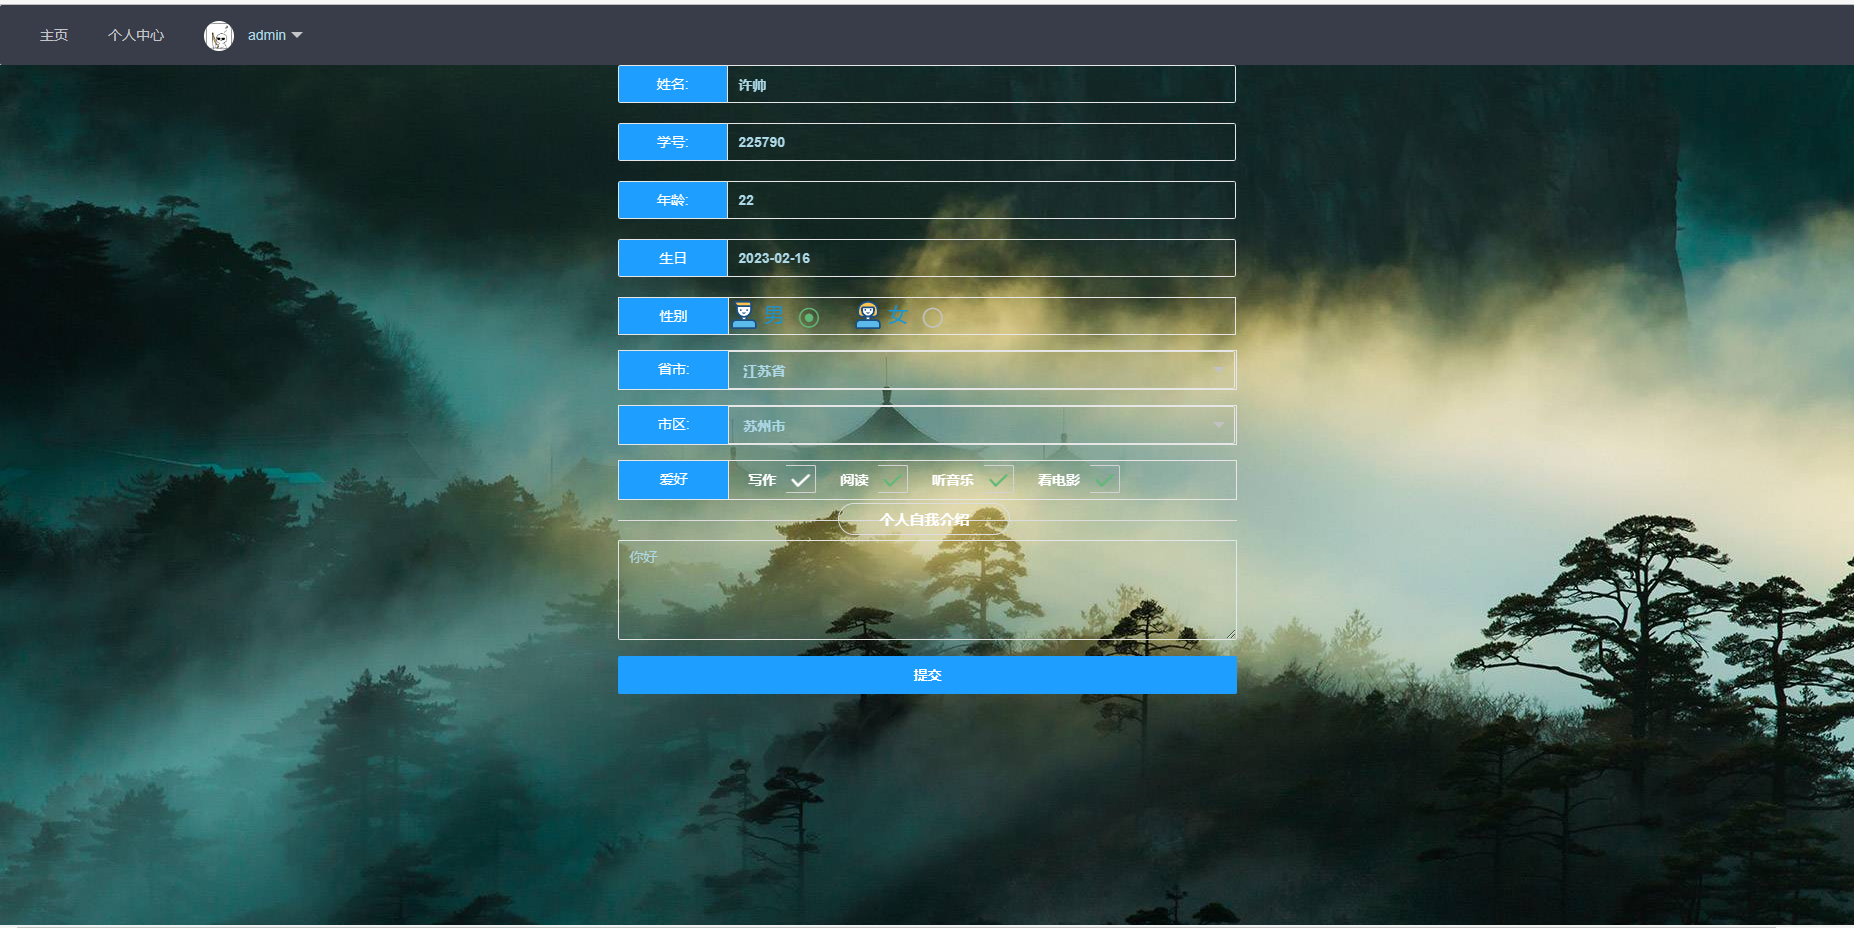 主页 个人中心 admin
姓名: 许帅
学号: 225790
年龄: 22
生日 2023-02-16
性别 男 女
省市: 江苏省
市区: 苏州市
爱好 写作 阅读 听音乐 看电影
个人自我介绍
你好
提交